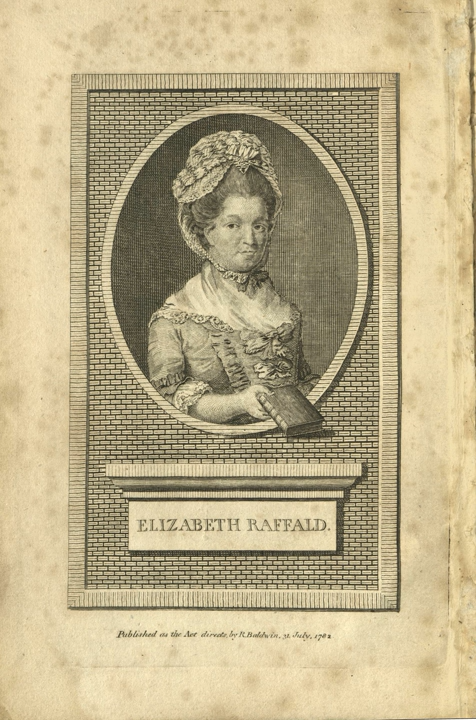 ELIZABETH RAFFALD.
Published as the Act directs, by R. Baldwin, 31 July, 1782